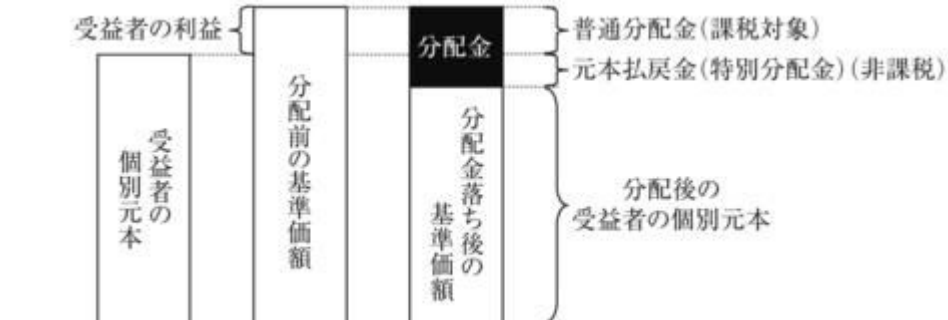 受益者の利益
分配金
普通分配金(課税対象)
元本払戻金(特別分配金)(非課税)
受益者の
個別元本
分配前の基準価額
分配金落ち後の
基準価額
分配後の
受益者の個別元本